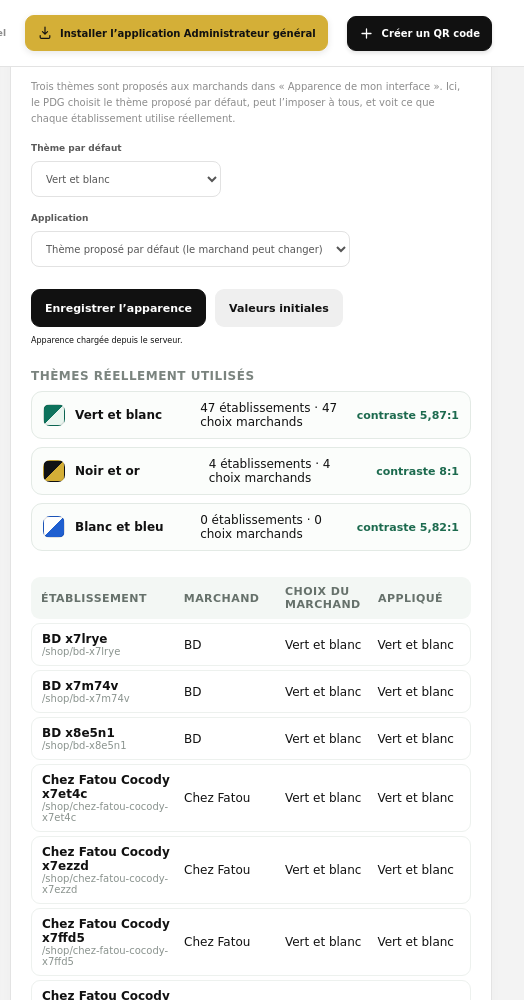 el
Installer l’application Administrateur général
Créer un QR code
Trois thèmes sont proposés aux marchands dans « Apparence de mon interface ». Ici,
le PDG choisit le thème proposé par défaut, peut l’imposer à tous, et voit ce que
chaque établissement utilise réellement.
Thème par défaut
Vert et blanc
Application
Thème proposé par défaut (le marchand peut changer)
Enregistrer l’apparence
Valeurs initiales
Apparence chargée depuis le serveur.
THÈMES RÉELLEMENT UTILISÉS
Vert et blanc
47 établissements · 47
choix marchands
contraste 5,87:1
Noir et or
4 établissements · 4
choix marchands
contraste 8:1
Blanc et bleu
0 établissements · 0
choix marchands
contraste 5,82:1
ÉTABLISSEMENT
MARCHAND
CHOIX DU
MARCHAND
APPLIQUÉ
BD x7lrye
/shop/bd-x7lrye
BD
Vert et blanc
Vert et blanc
BD x7m74v
/shop/bd-x7m74v
BD
Vert et blanc
Vert et blanc
BD x8e5n1
/shop/bd-x8e5n1
BD
Vert et blanc
Vert et blanc
Chez Fatou Cocody
x7et4c
/shop/chez-fatou-cocody-
x7et4c
Chez Fatou
Vert et blanc
Vert et blanc
Chez Fatou Cocody
x7ezzd
/shop/chez-fatou-cocody-
x7ezzd
Chez Fatou
Vert et blanc
Vert et blanc
Chez Fatou Cocody
x7ffd5
/shop/chez-fatou-cocody-
x7ffd5
Chez Fatou
Vert et blanc
Vert et blanc
Chez Fatou Cocody